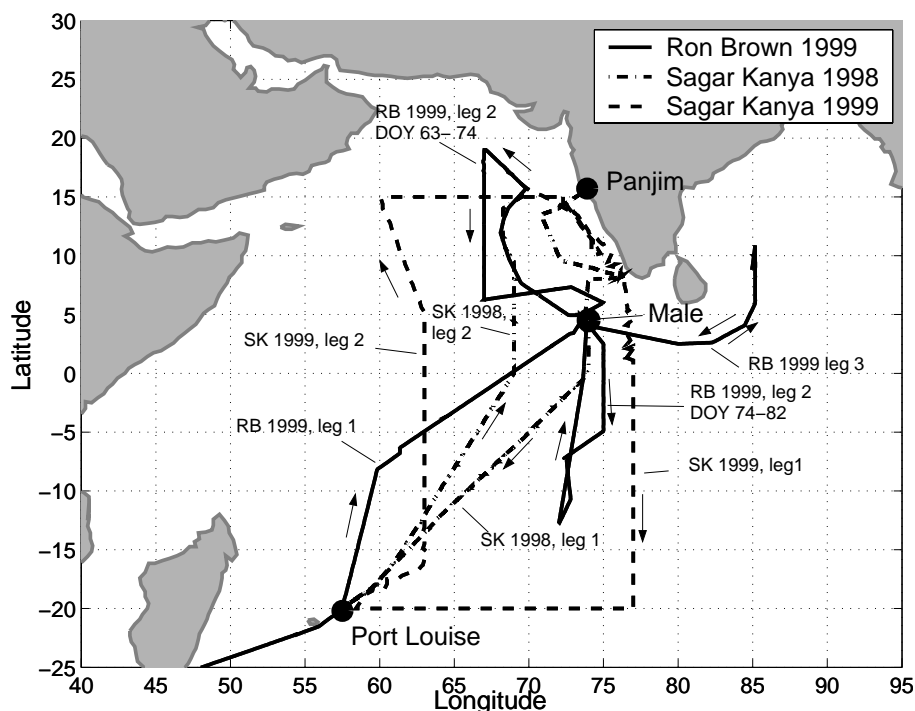 30
25
20
15
10
5
0
−5
−10
−15
−20
−25
Latitude
Ron Brown 1999
Sagar Kanya 1998
Sagar Kanya 1999
RB 1999, leg 2
DOY 63− 74
Panjim
Male
SK 1998,
leg 2
SK 1999, leg 2
RB 1999 leg 3
RB 1999, leg 2
DOY 74−82
RB 1999, leg 1
SK 1999, leg1
SK 1998, leg 1
Port Louise
40 45 50 55 60 65 70 75 80 85 90 95
Longitude